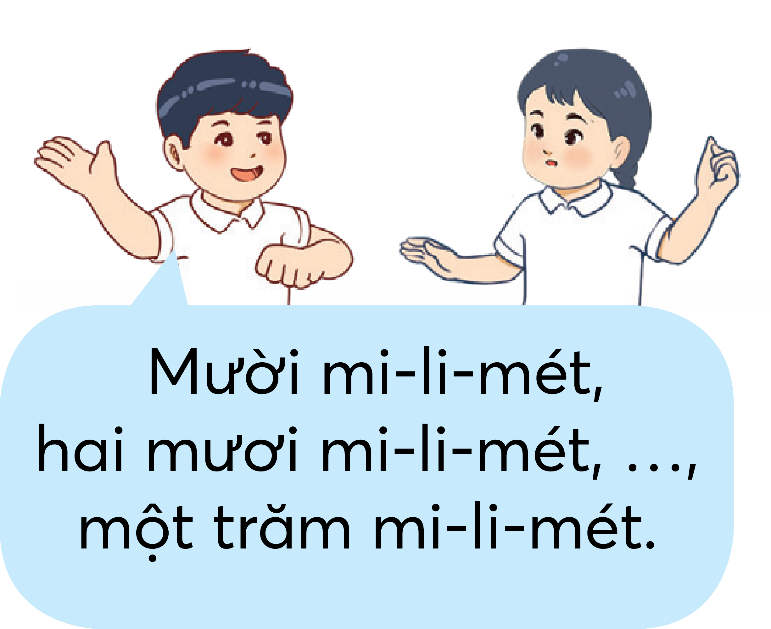 Mười mi-li-mét,
hai mươi mi-li-mét, ...,
một trăm mi-li-mét.